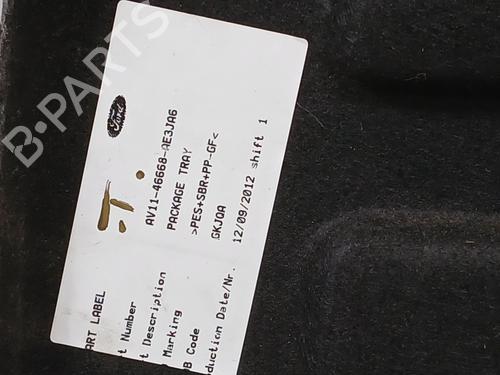 B-PARTS
Ford
ART LABEL
t Number AV11-46668-AE3JA6
t Description PACKAGE TRAY
Marking >PES+SBR+PP-GF<
B Code GKJQA
duction Date/Nr. 12/09/2012 shift 1